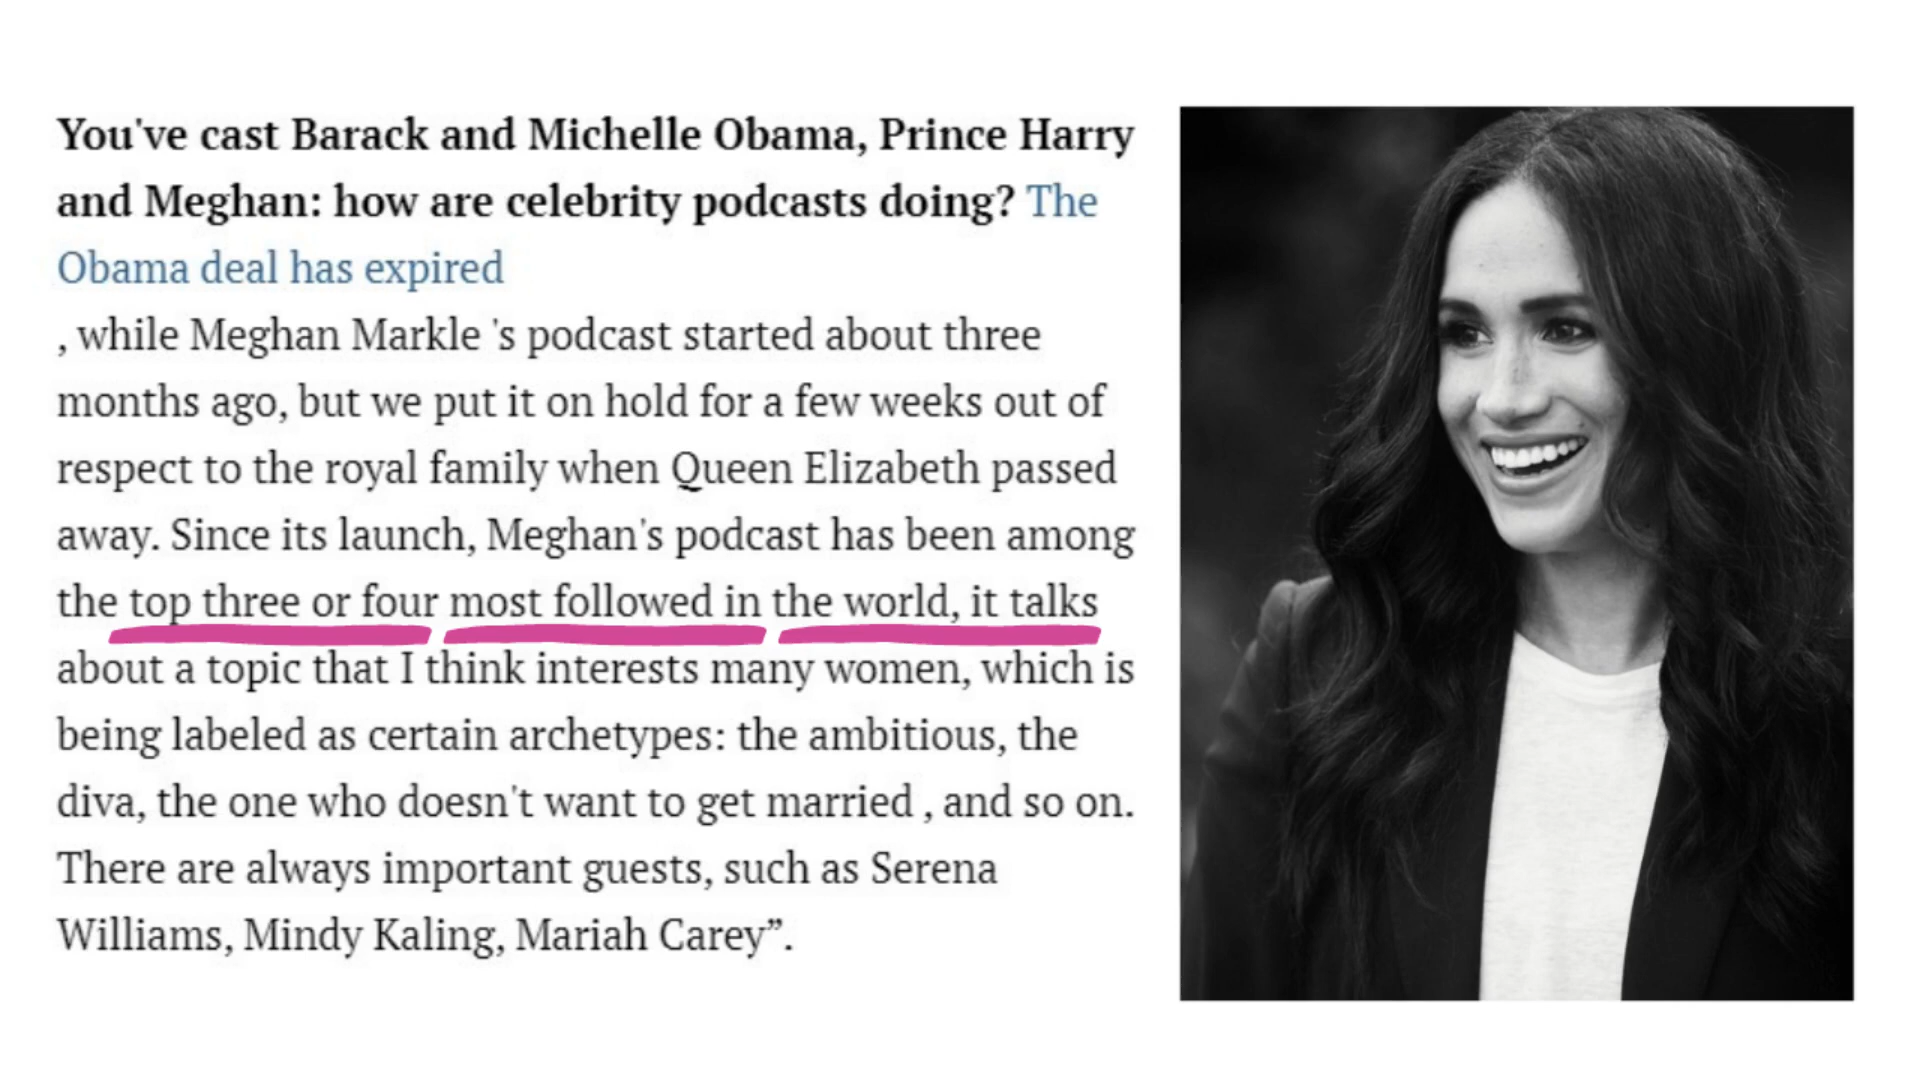 You've cast Barack and Michelle Obama, Prince Harry
and Meghan: how are celebrity podcasts doing? The
Obama deal has expired
, while Meghan Markle 's podcast started about three
months ago, but we put it on hold for a few weeks out of
respect to the royal family when Queen Elizabeth passed
away. Since its launch, Meghan's podcast has been among
the top three or four most followed in the world, it talks
about a topic that I think interests many women, which is
being labeled as certain archetypes: the ambitious, the
diva, the one who doesn't want to get married , and so on.
There are always important guests, such as Serena
Williams, Mindy Kaling, Mariah Carey”.